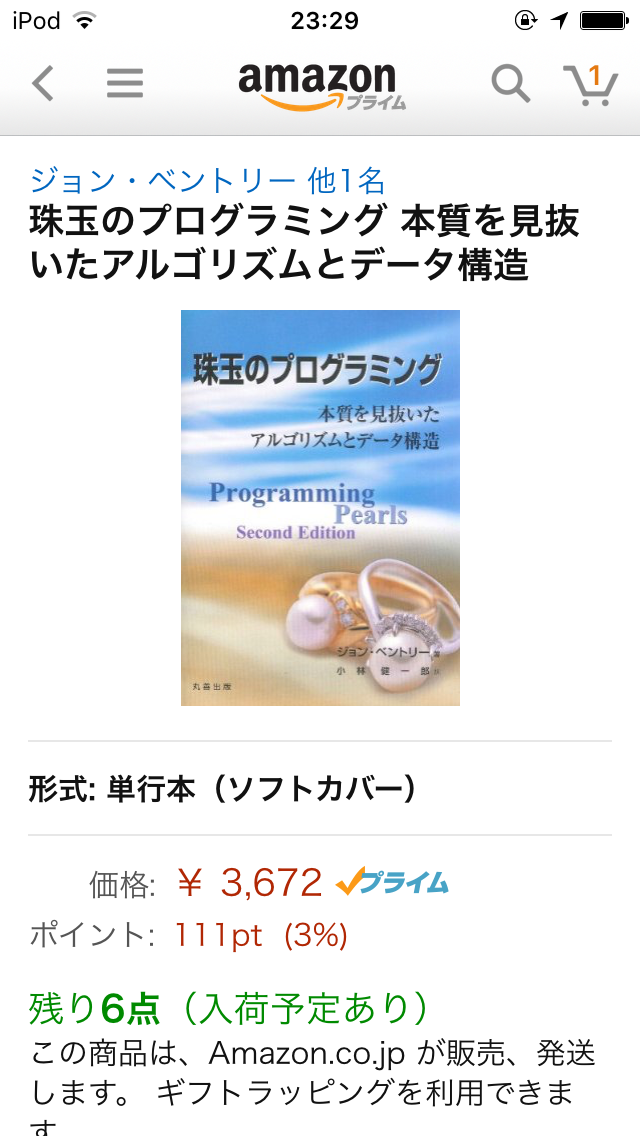 iPod 23:29
amazon
プライム
1
ジョン・ベントリー 他1名
珠玉のプログラミング 本質を見抜
いたアルゴリズムとデータ構造
珠玉のプログラミング
本質を見抜いた
アルゴリズムとデータ構造
Programming
Pearls
Second Edition
ジョン・ベントリー 著
小林 健一郎 訳
丸善出版
形式: 単行本（ソフトカバー）
価格: ￥ 3,672 プライム
ポイント: 111pt (3%)
残り6点（入荷予定あり）
この商品は、Amazon.co.jp が販売、発送
します。 ギフトラッピングを利用できま
す